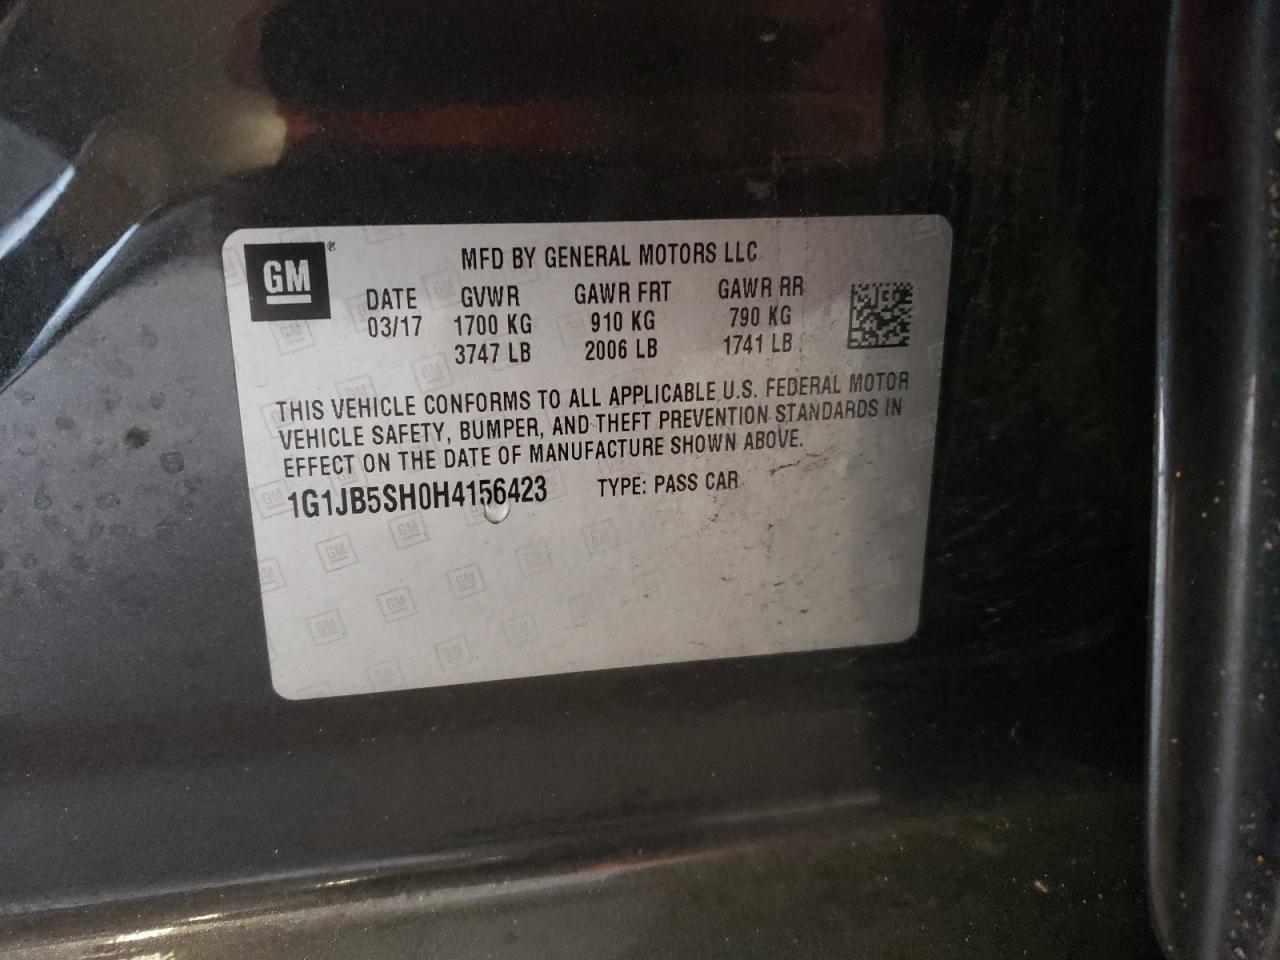 GM®
MFD BY GENERAL MOTORS LLC
DATE GVWR GAWR FRT GAWR RR
03/17 1700 KG 910 KG 790 KG
3747 LB 2006 LB 1741 LB
THIS VEHICLE CONFORMS TO ALL APPLICABLE U.S. FEDERAL MOTOR
VEHICLE SAFETY, BUMPER, AND THEFT PREVENTION STANDARDS IN
EFFECT ON THE DATE OF MANUFACTURE SHOWN ABOVE.
1G1JB5SH0H4156423 TYPE: PASS CAR